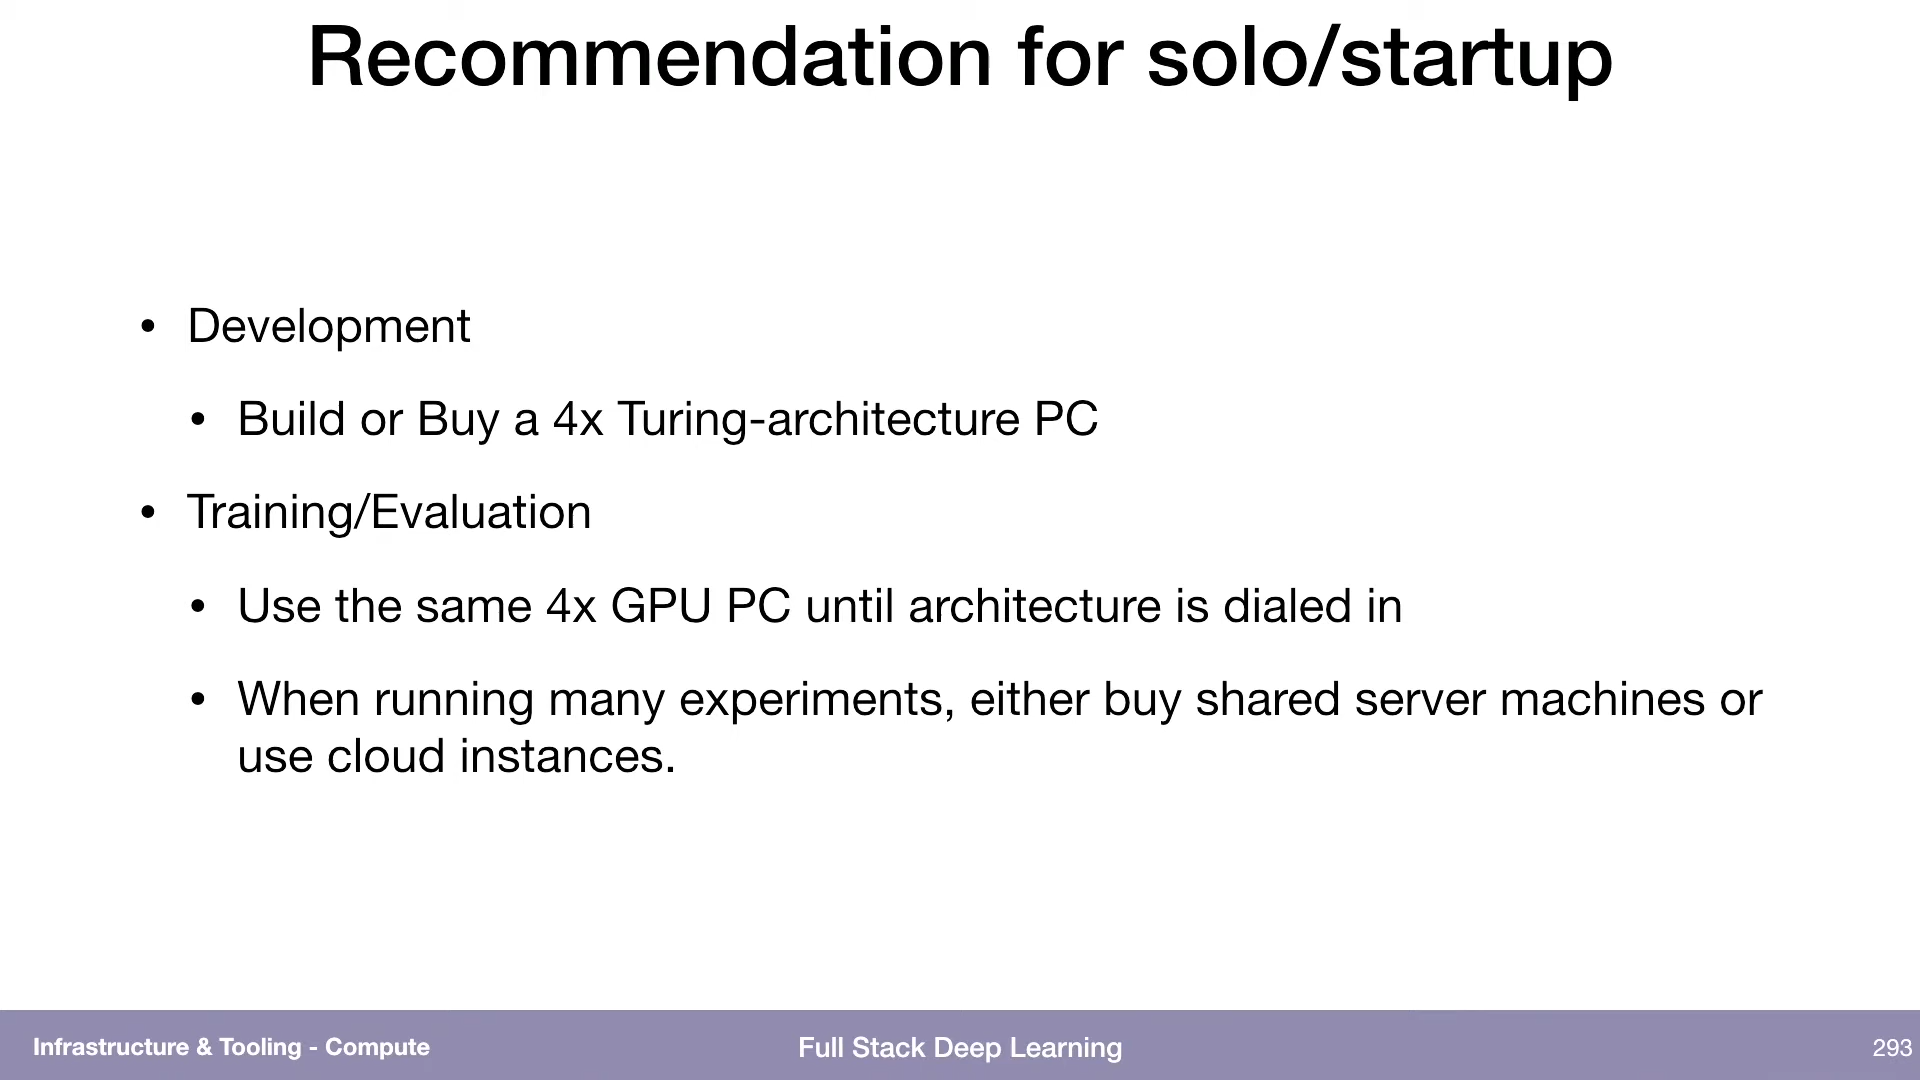 Recommendation for solo/startup
• Development
• Build or Buy a 4x Turing-architecture PC
• Training/Evaluation
• Use the same 4x GPU PC until architecture is dialed in
• When running many experiments, either buy shared server machines or
use cloud instances.
Infrastructure & Tooling - Compute
Full Stack Deep Learning
293